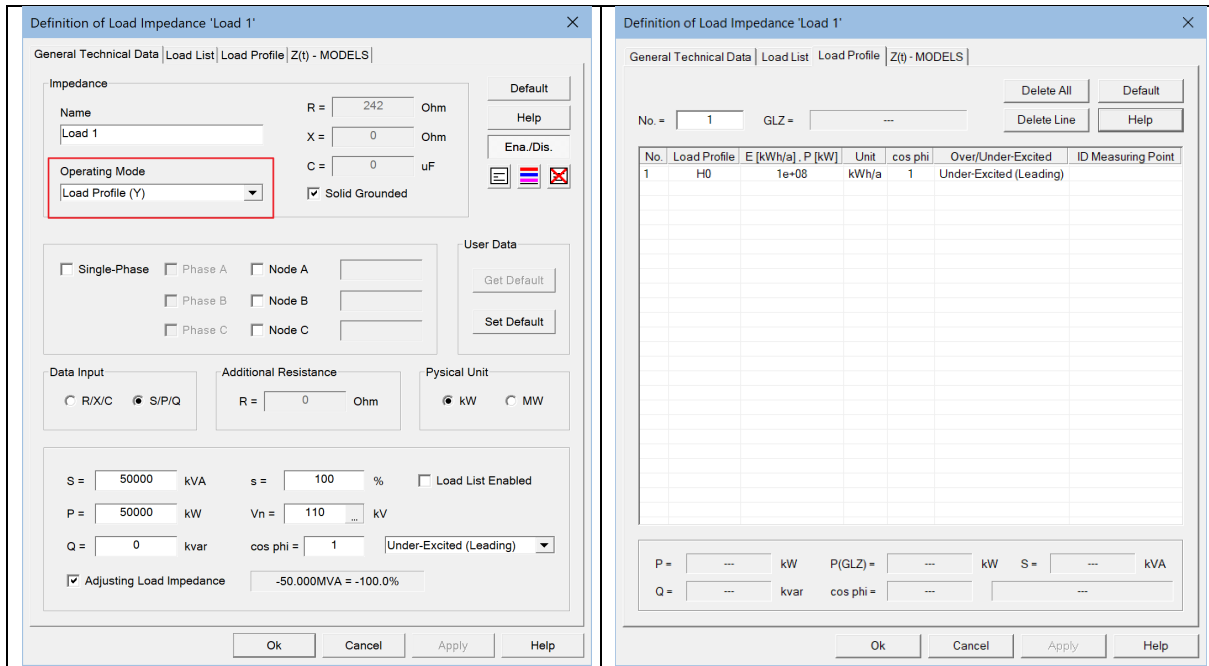 Definition of Load Impedance 'Load 1'
General Technical Data Load List Load Profile Z(t) - MODELS
Impedance
Default
Name
R = 242 Ohm
Help
Load 1
X = 0 Ohm
Ena./Dis.
Operating Mode
C = 0 uF
Load Profile (Y)
Solid Grounded
User Data
Single-Phase Phase A Node A
Get Default
Phase B Node B
Set Default
Phase C Node C
Data Input Additional Resistance Pysical Unit
R/X/C S/P/Q R = 0 Ohm kW MW
S = 50000 kVA s = 100 % Load List Enabled
P = 50000 kW Vn = 110 ... kV
Q = 0 kvar cos phi = 1 Under-Excited (Leading)
Adjusting Load Impedance -50.000MVA = -100.0%
Ok Cancel Apply Help
Definition of Load Impedance 'Load 1'
General Technical Data Load List Load Profile Z(t) - MODELS
Delete All Default
No. = 1 GLZ = --- Delete Line Help
No. Load Profile E [kWh/a] , P [kW] Unit cos phi Over/Under-Excited ID Measuring Point
1 H0 1e+08 kWh/a 1 Under-Excited (Leading)
P = --- kW P(GLZ) = --- kW S = --- kVA
Q = --- kvar cos phi = --- ---
Ok Cancel Apply Help